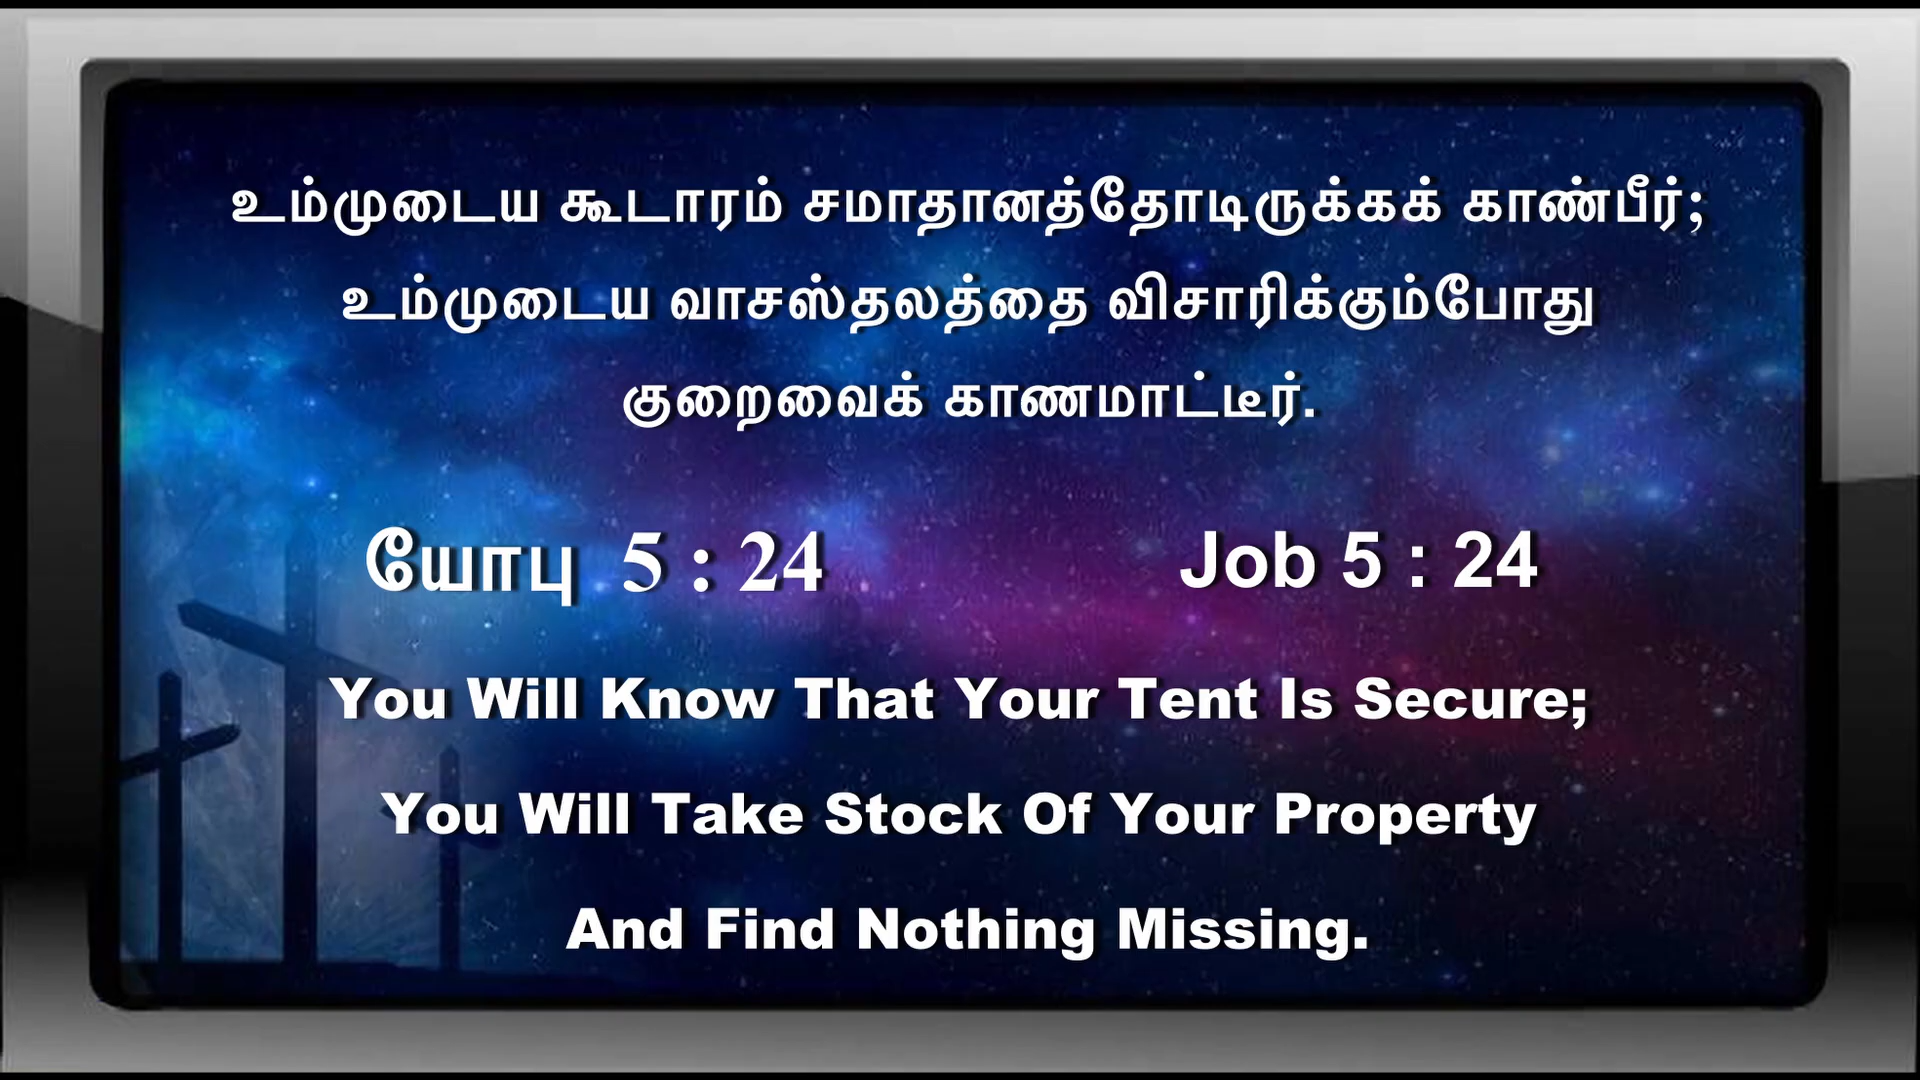 உம்முடைய கூடாரம் சமாதானத்தோடிருக்கக் காண்பீர்;
உம்முடைய வாசஸ்தலத்தை விசாரிக்கும்போது
குறைவைக் காணமாட்டீர்.
யோபு 5 : 24 Job 5 : 24
You Will Know That Your Tent Is Secure;
You Will Take Stock Of Your Property
And Find Nothing Missing.